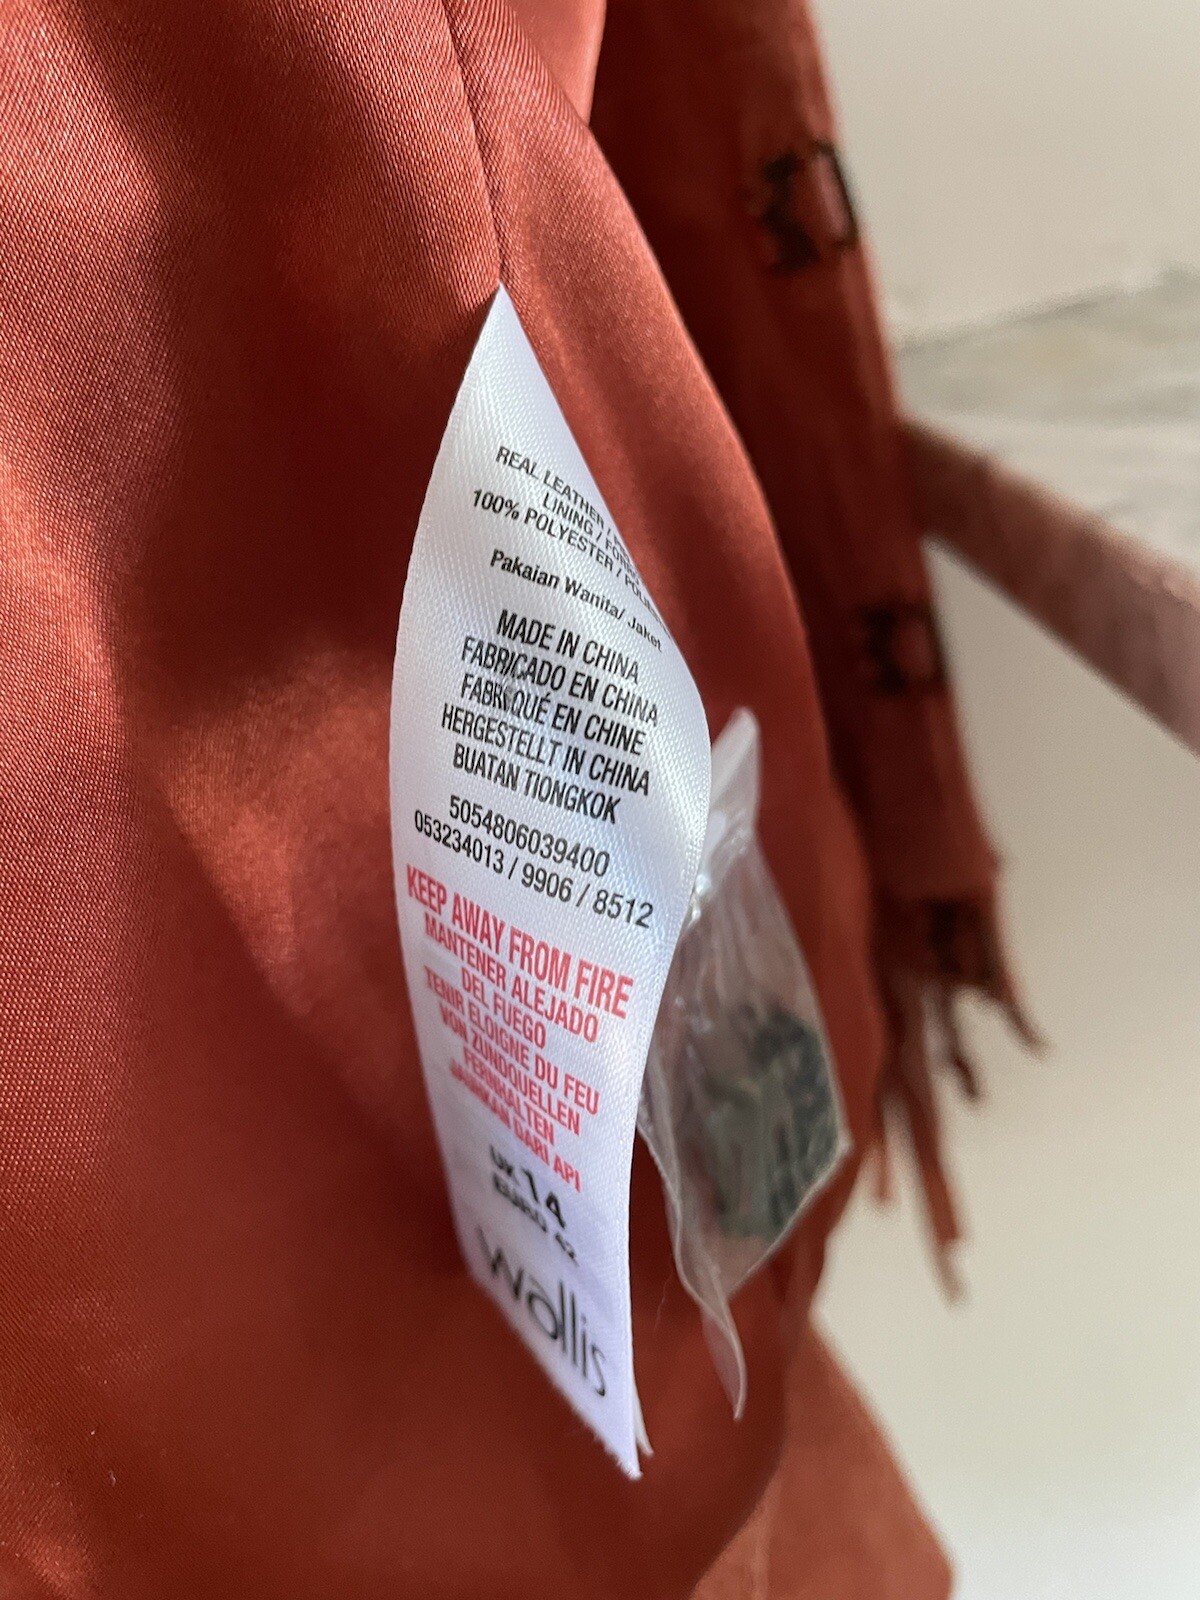 REAL LEATHER /
LINING /
100% POLYESTER /
Pakaian Wanita/ Jaket
MADE IN CHINA
FABRICADO EN CHINA
FABRIQUÉ EN CHINE
HERGESTELLT IN CHINA
BUATAN TIONGKOK
5054806039400
053234013 / 9906 / 8512
KEEP AWAY FROM FIRE
MANTENER ALEJADO
DEL FUEGO
TENIR ELOIGNE DU FEU
VON ZUNDQUELLEN
FERNHALTEN
JAUHKAN DARI API
UK 14
EURO 42
Wallis